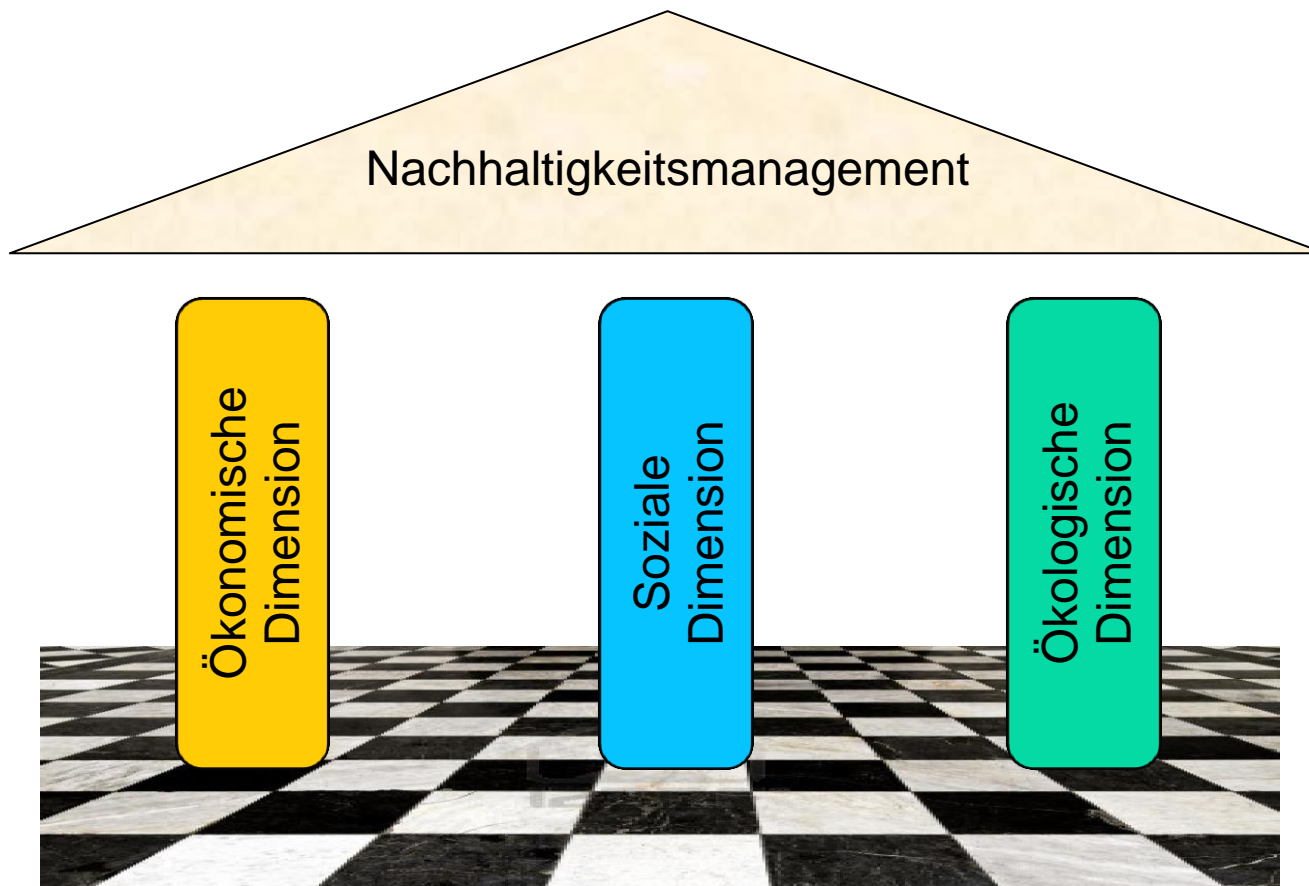 Nachhaltigkeitsmanagement
Ökonomische
Dimension
Soziale
Dimension
Ökologische
Dimension